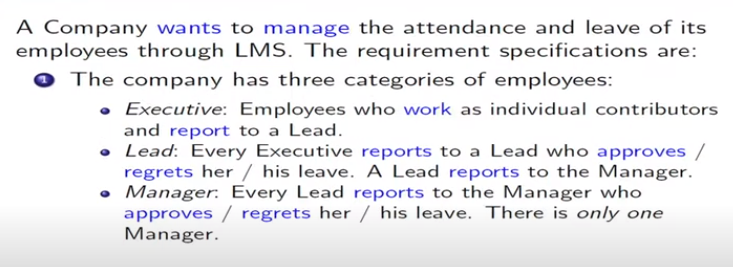 A Company wants to manage the attendance and leave of its
employees through LMS. The requirement specifications are:
1 The company has three categories of employees:
• Executive: Employees who work as individual contributors
and report to a Lead.
• Lead: Every Executive reports to a Lead who approves /
regrets her / his leave. A Lead reports to the Manager.
• Manager: Every Lead reports to the Manager who
approves / regrets her / his leave. There is only one
Manager.